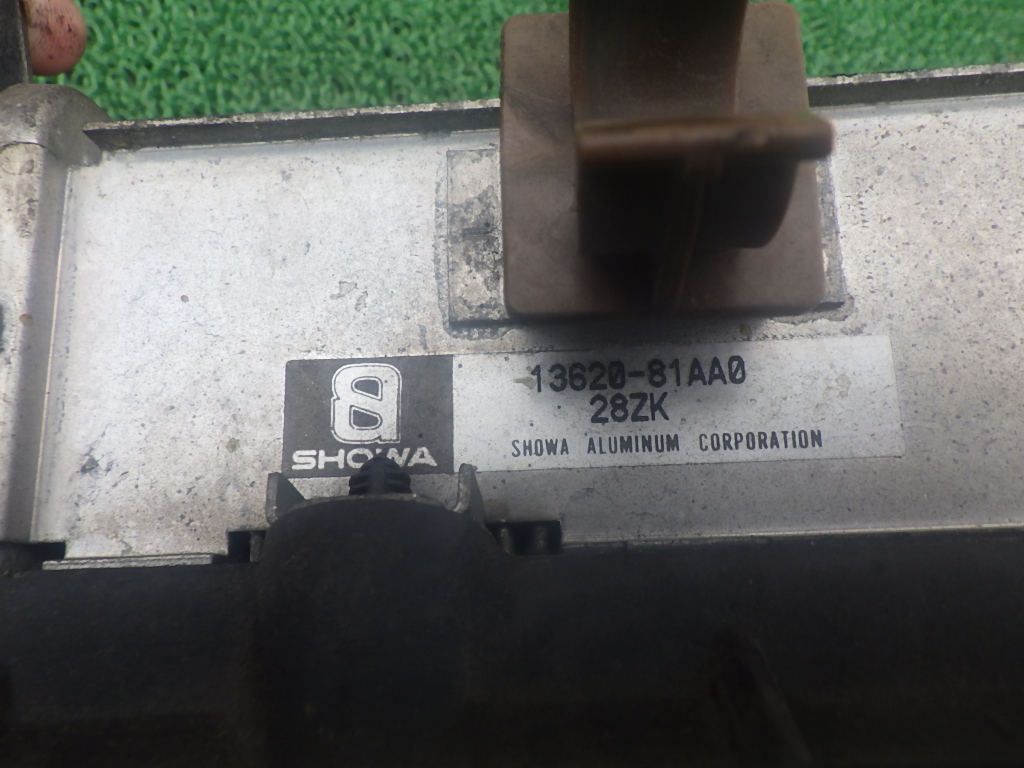 SHOWA
13620-81AA0
28ZK
SHOWA ALUMINUM CORPORATION